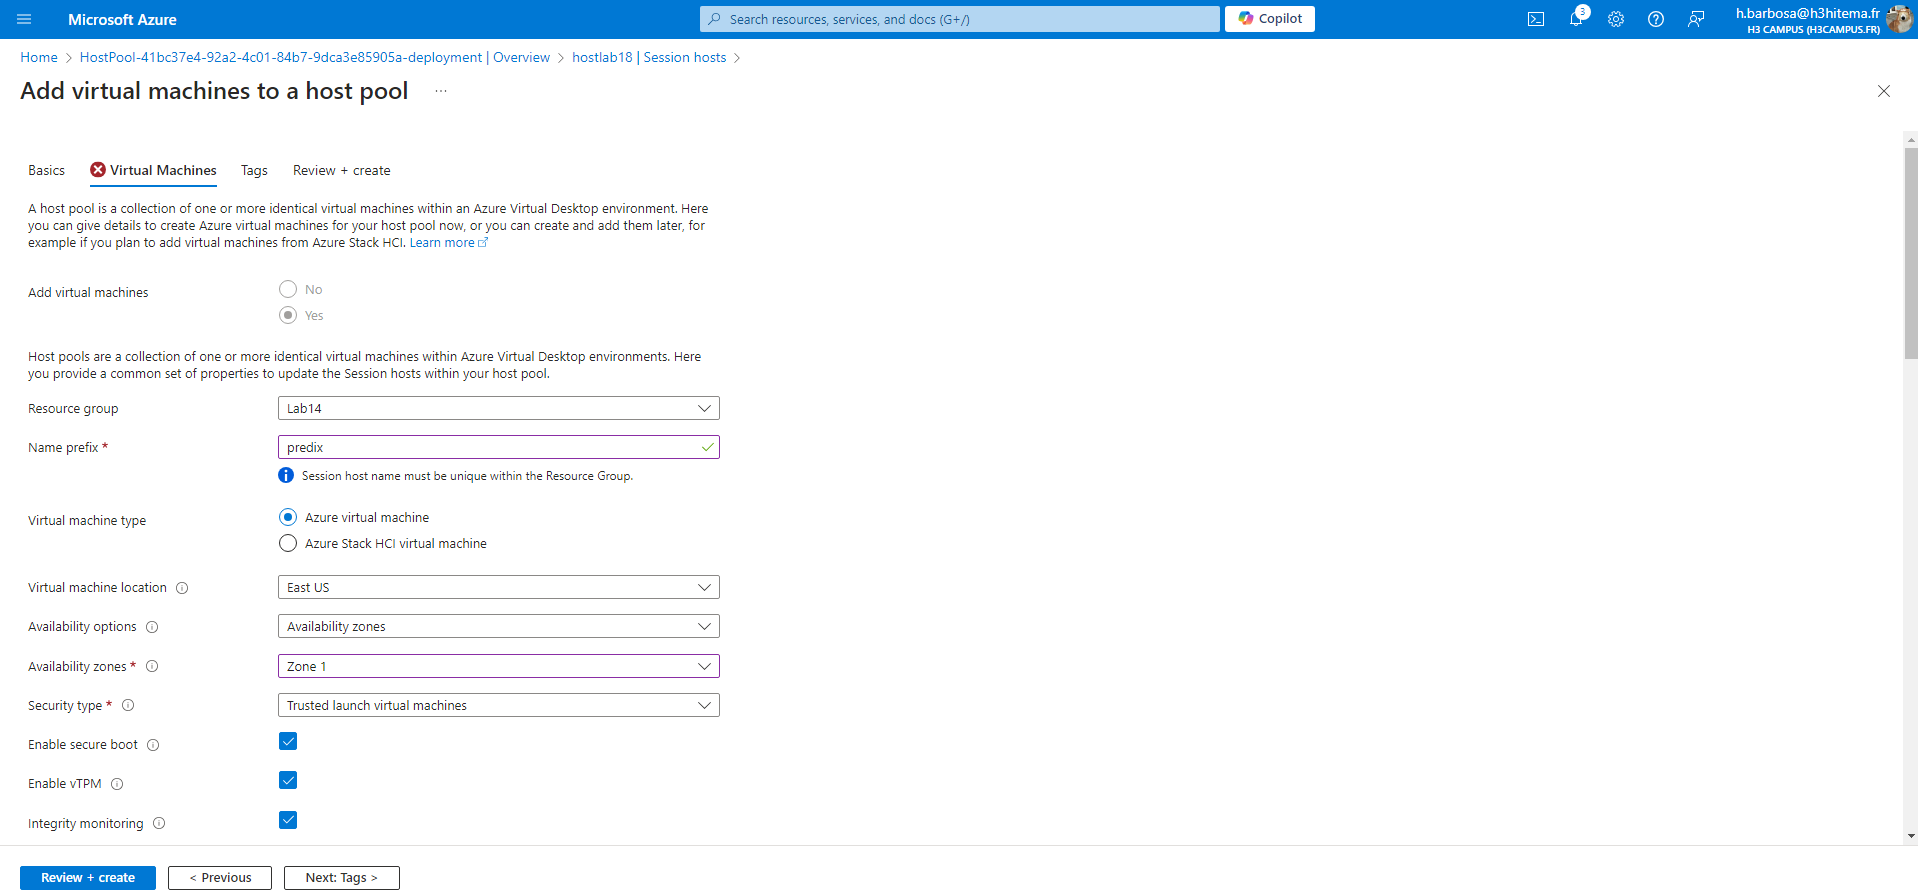 Microsoft Azure
Search resources, services, and docs (G+/)
Copilot
3
h.barbosa@h3hitema.fr
H3 CAMPUS (H3CAMPUS.FR)
Home > HostPool-41bc37e4-92a2-4c01-84b7-9dca3e85905a-deployment | Overview > hostlab18 | Session hosts >
Add virtual machines to a host pool ...
Basics Virtual Machines Tags Review + create
A host pool is a collection of one or more identical virtual machines within an Azure Virtual Desktop environment. Here
you can give details to create Azure virtual machines for your host pool now, or you can create and add them later, for
example if you plan to add virtual machines from Azure Stack HCI. Learn more
Add virtual machines
No
Yes
Host pools are a collection of one or more identical virtual machines within Azure Virtual Desktop environments. Here
you provide a common set of properties to update the Session hosts within your host pool.
Resource group Lab14
Name prefix * predix
Session host name must be unique within the Resource Group.
Virtual machine type
Azure virtual machine
Azure Stack HCI virtual machine
Virtual machine location East US
Availability options Availability zones
Availability zones * Zone 1
Security type * Trusted launch virtual machines
Enable secure boot
Enable vTPM
Integrity monitoring
Review + create < Previous Next: Tags >